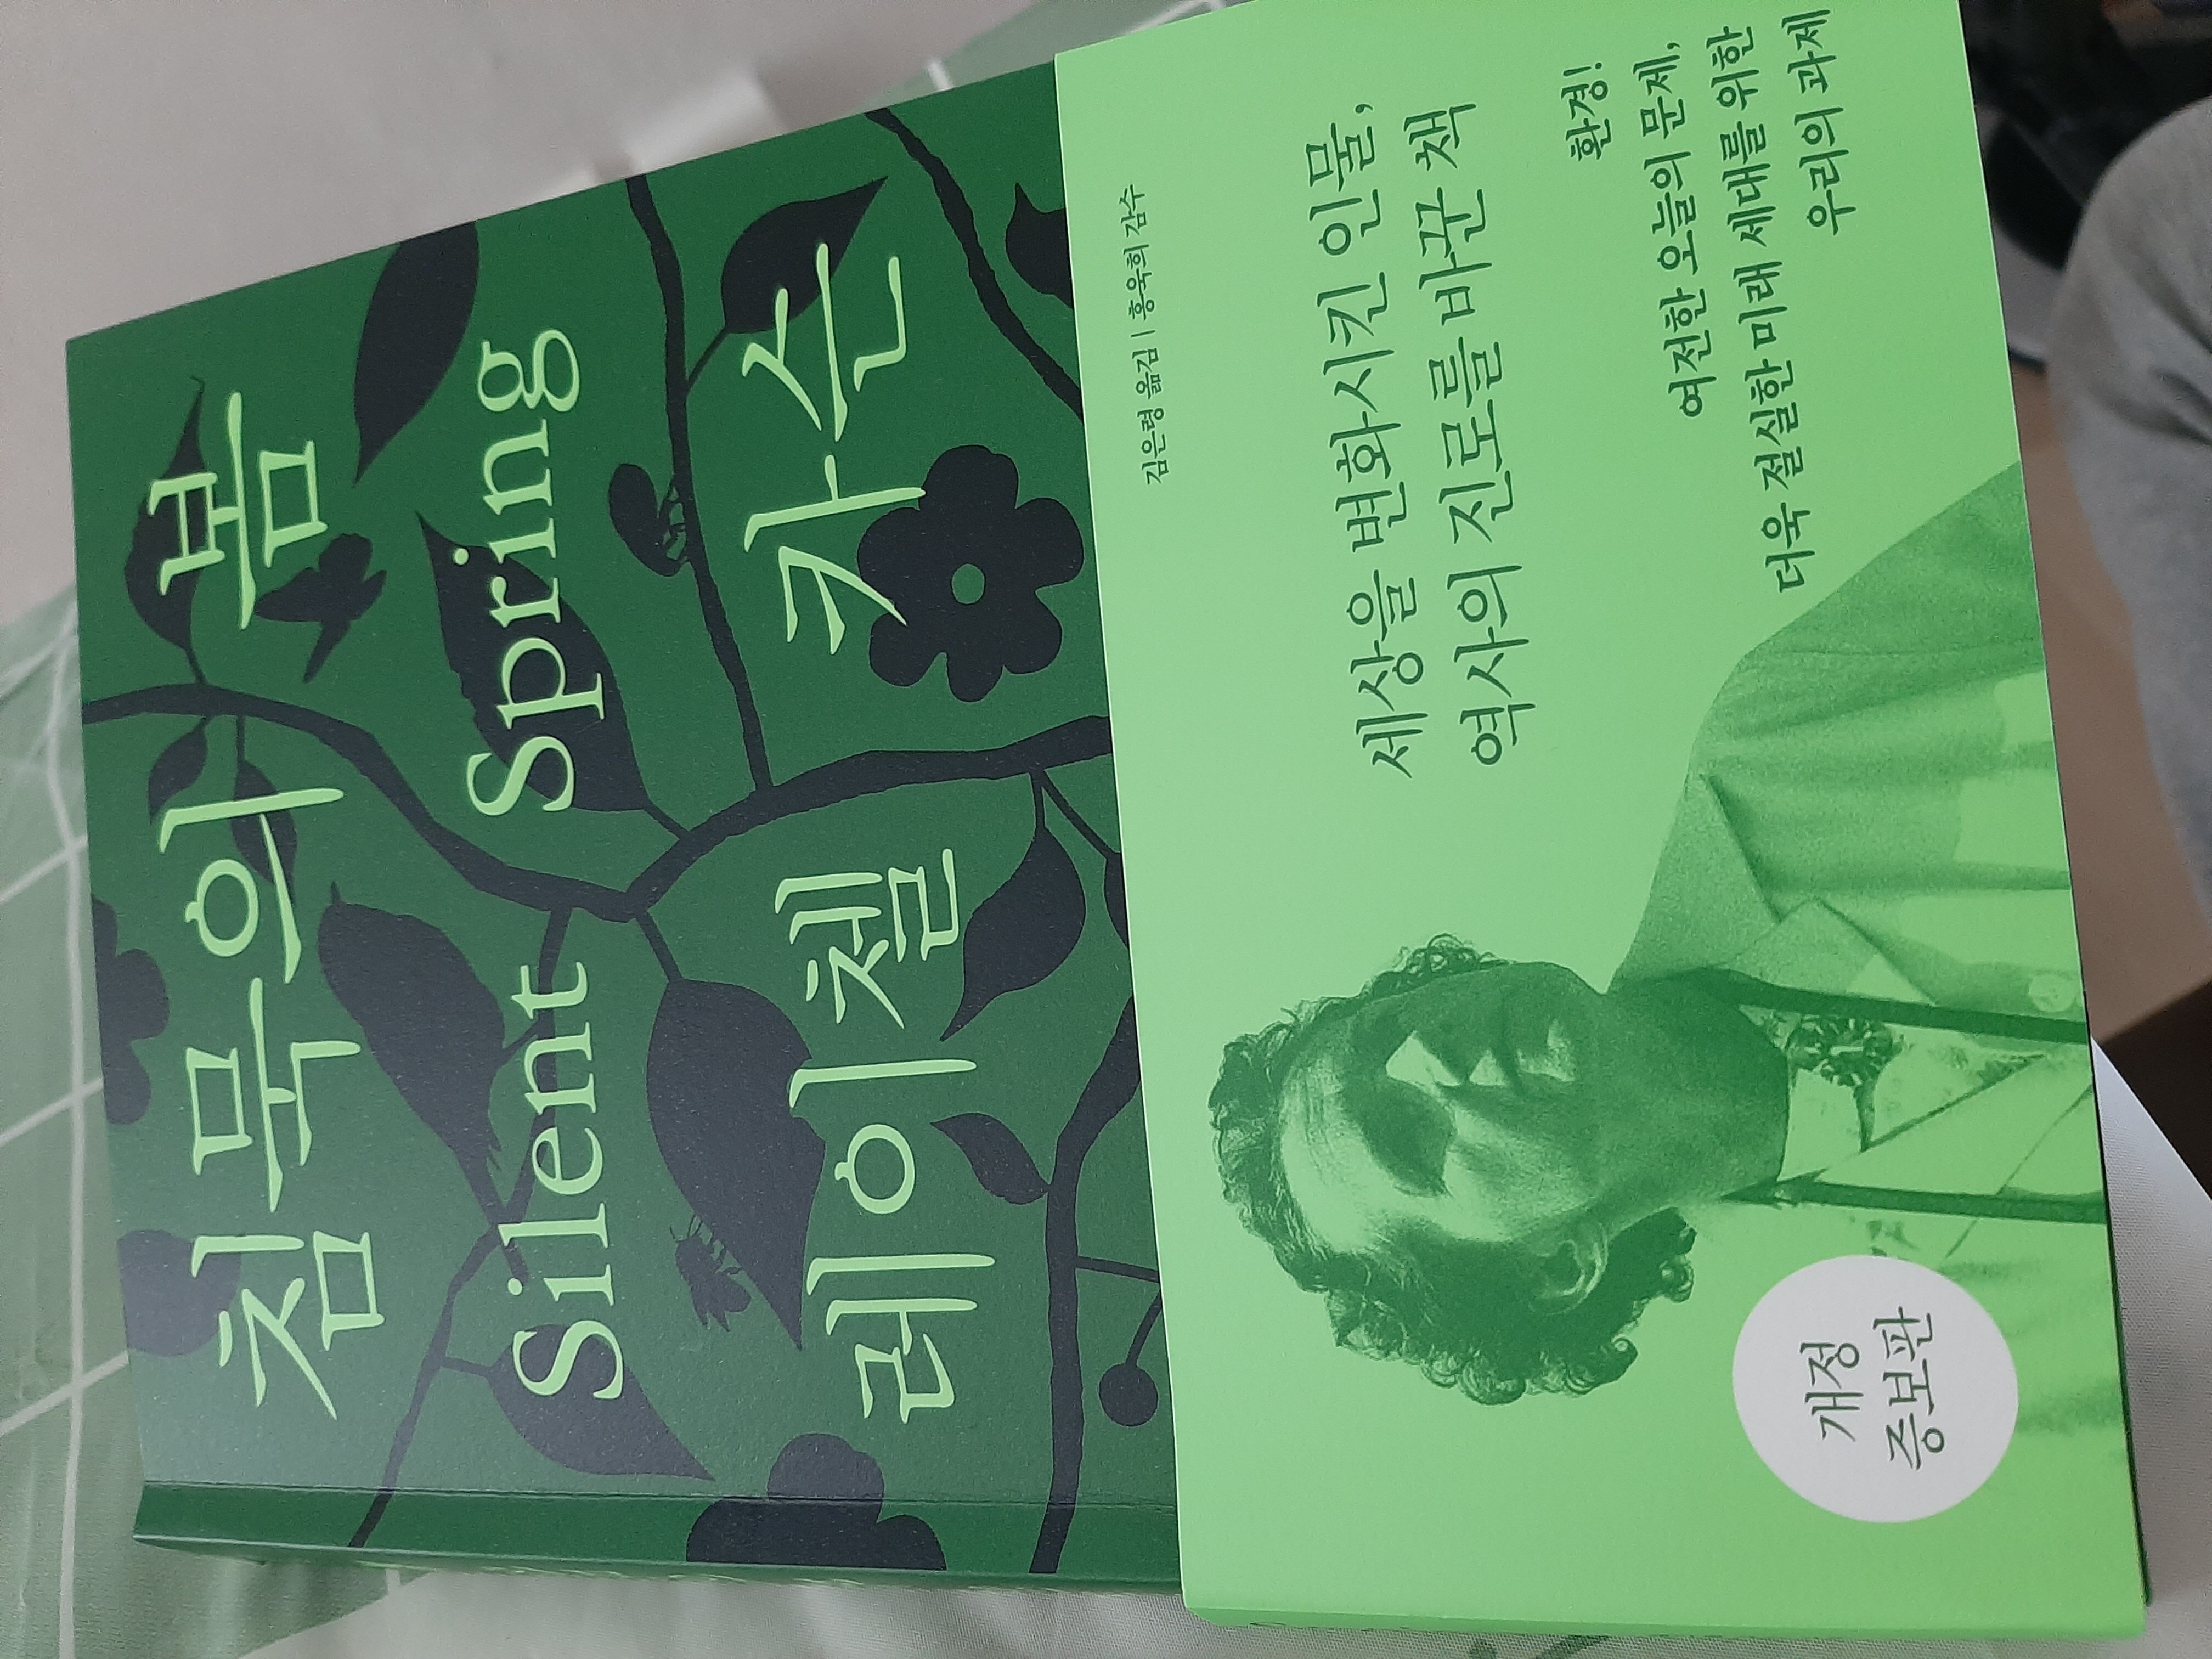 침묵의 봄
Silent Spring
레이첼 카슨
김은령 옮김 | 홍욱희 감수
세상을 변화시킨 인물,
역사의 진로를 바꾼 책
환경!
여전한 오늘의 문제,
더욱 절실한 미래 세대를 위한
우리의 과제
개정
증보판